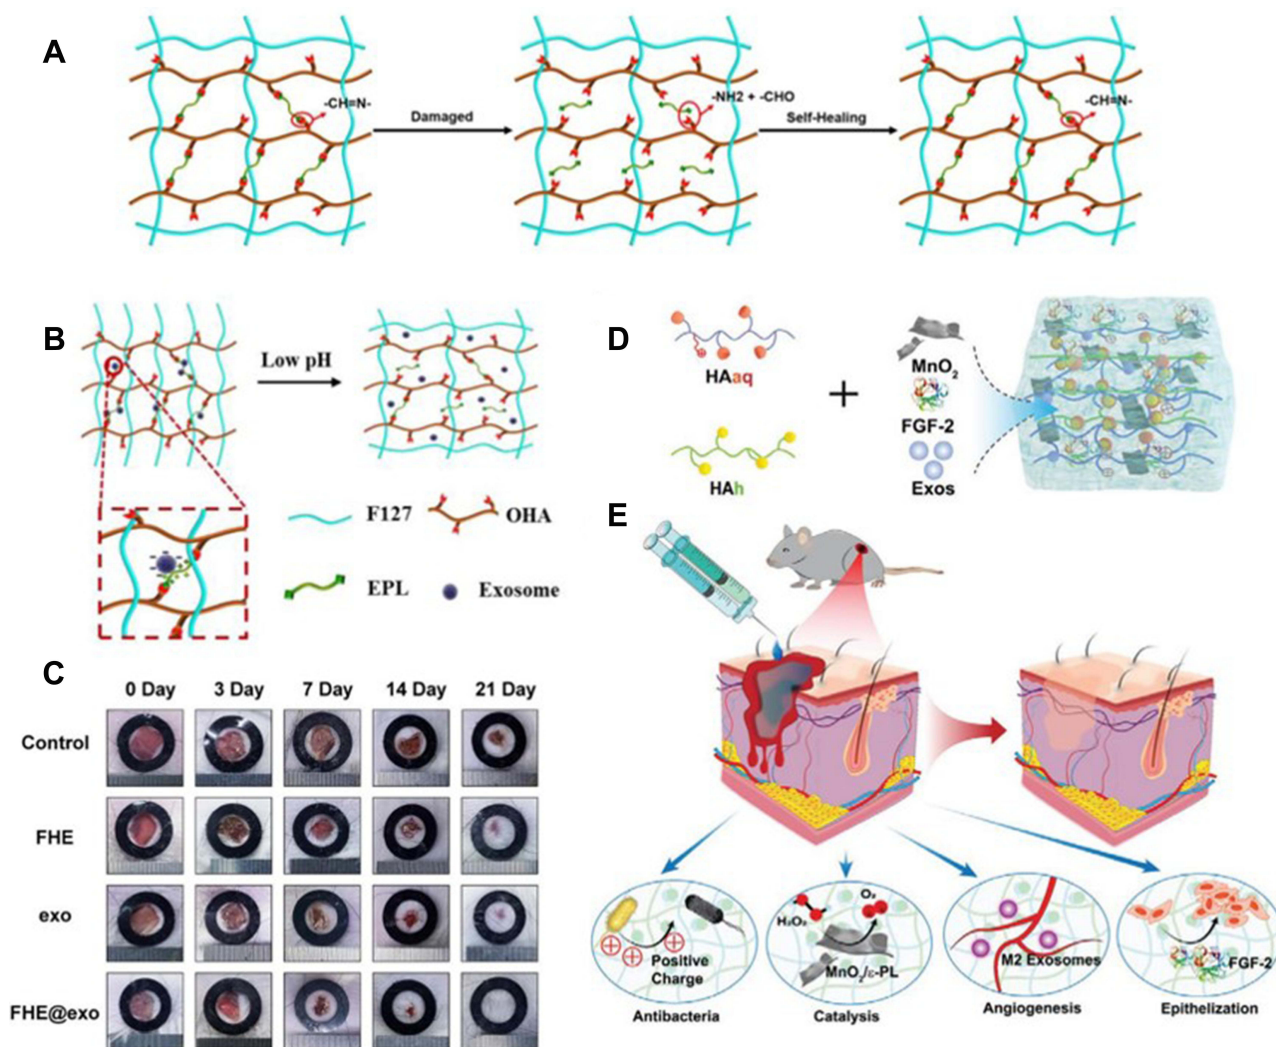 A
-CH=N-
Damaged
-NH2 + -CHO
Self-Healing
-CH=N-
B
Low pH
F127
OHA
EPL
Exosome
C
0 Day 3 Day 7 Day 14 Day 21 Day
Control
FHE
exo
FHE@exo
D
HAaq
HAh
+
MnO₂
FGF-2
Exos
E
H₂O₂
O₂
Positive
Charge
MnO₂/ε-PL
M2 Exosomes
FGF-2
Antibacteria
Catalysis
Angiogenesis
Epithelization